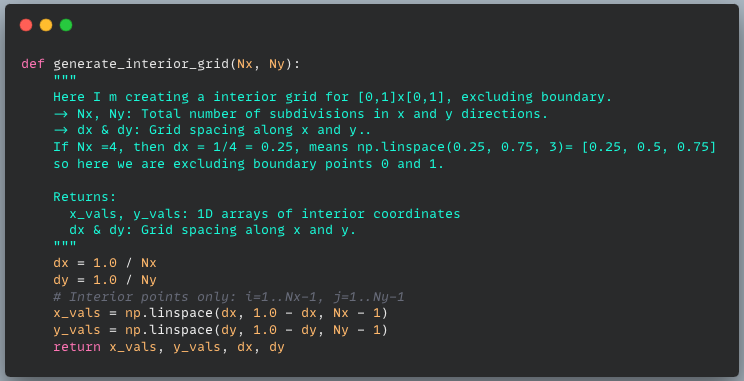 def generate_interior_grid(Nx, Ny):
    """
    Here I m creating a interior grid for [0,1]x[0,1], excluding boundary.
    -> Nx, Ny: Total number of subdivisions in x and y directions.
    -> dx & dy: Grid spacing along x and y..
    If Nx =4, then dx = 1/4 = 0.25, means np.linspace(0.25, 0.75, 3)= [0.25, 0.5, 0.75]
    so here we are excluding boundary points 0 and 1.

    Returns:
      x_vals, y_vals: 1D arrays of interior coordinates
      dx & dy: Grid spacing along x and y.
    """
    dx = 1.0 / Nx
    dy = 1.0 / Ny
    # Interior points only: i=1..Nx-1, j=1..Ny-1
    x_vals = np.linspace(dx, 1.0 - dx, Nx - 1)
    y_vals = np.linspace(dy, 1.0 - dy, Ny - 1)
    return x_vals, y_vals, dx, dy